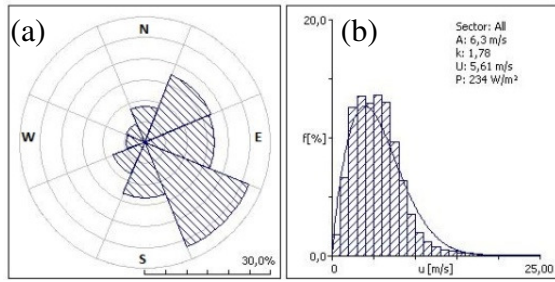 (a)
N
W
E
S
30,0%
(b)
20,0
Sector: All
A: 6,3 m/s
k: 1,78
U: 5,61 m/s
P: 234 W/m²
f[%]
0,0
0
u [m/s]
25,00